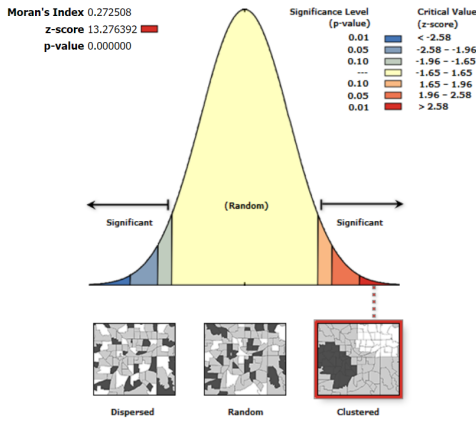 Moran's Index 0.272508
z-score 13.276392
p-value 0.000000
Significance Level
(p-value)
Critical Value
(z-score)
0.01 < -2.58
0.05 -2.58 – -1.96
0.10 -1.96 – -1.65
--- -1.65 – 1.65
0.10 1.65 – 1.96
0.05 1.96 – 2.58
0.01 > 2.58
(Random)
Significant Significant
Dispersed Random Clustered